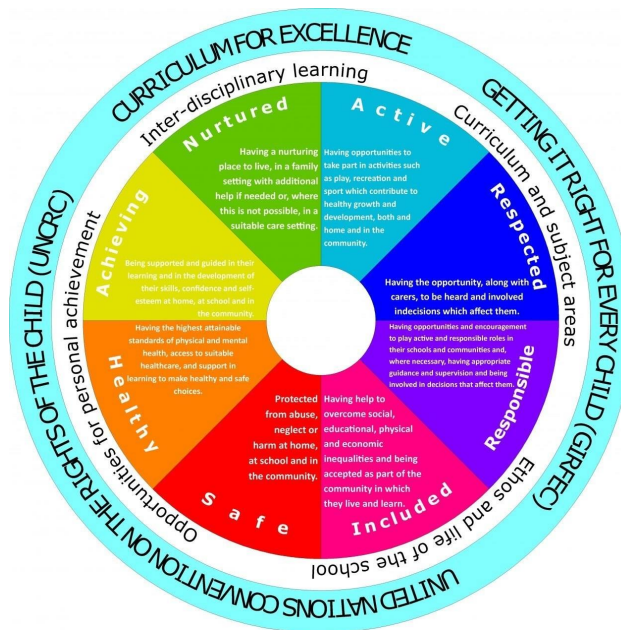 CURRICULUM FOR EXCELLENCE
GETTING IT RIGHT FOR EVERY CHILD (GIRFEC)
UNITED NATIONS CONVENTION ON THE RIGHTS OF THE CHILD (UNCRC)
Inter-disciplinary learning
Curriculum and subject areas
Ethos and life of the school
Opportunities for personal achievement
Nurtured
Having a nurturing
place to live, in a family
setting with additional
help if needed or, where
this is not possible, in a
suitable care setting.
Active
Having opportunities to
take part in activities such
as play, recreation and
sport which contribute to
healthy growth and
development, both and
home and in the
community.
Respected
Having the opportunity, along with
carers, to be heard and involved
indecisions which affect them.
Responsible
Having opportunities and encouragement
to play active and responsible roles in
their schools and communities and,
where necessary, having appropriate
guidance and supervision and being
involved in decisions that affect them.
Included
Having help to
overcome social,
educational, physical
and economic
inequalities and being
accepted as part of the
community in which
they live and learn.
Safe
Protected
from abuse,
neglect or
harm at home,
at school and in
the community.
Healthy
Having the highest attainable
standards of physical and mental
health, access to suitable
healthcare, and support in
learning to make healthy and safe
choices.
Achieving
Being supported and guided in their
learning and in the development of
their skills, confidence and self-
esteem at home, at school and in
the community.